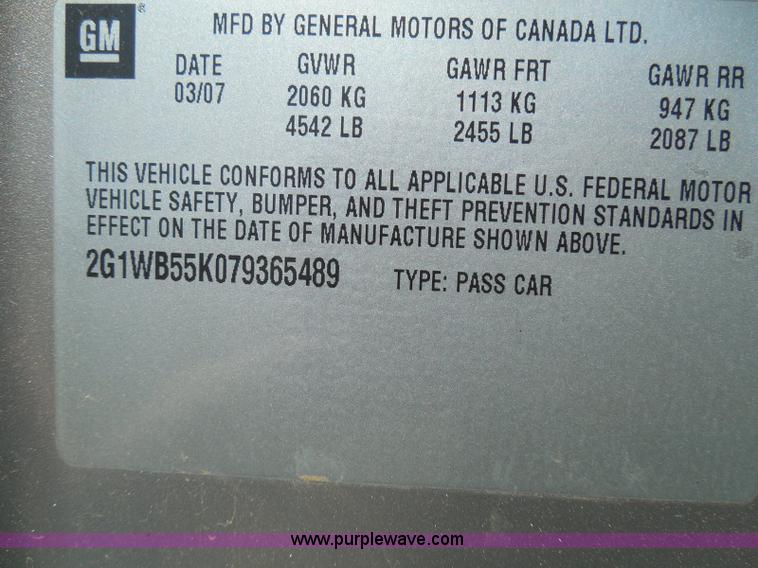 GM®
MFD BY GENERAL MOTORS OF CANADA LTD.
DATE GVWR GAWR FRT GAWR RR
03/07 2060 KG 1113 KG 947 KG
4542 LB 2455 LB 2087 LB
THIS VEHICLE CONFORMS TO ALL APPLICABLE U.S. FEDERAL MOTOR
VEHICLE SAFETY, BUMPER, AND THEFT PREVENTION STANDARDS IN
EFFECT ON THE DATE OF MANUFACTURE SHOWN ABOVE.
2G1WB55K079365489 TYPE: PASS CAR
www.purplewave.com